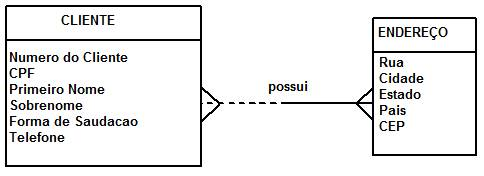 CLIENTE
Numero do Cliente
CPF
Primeiro Nome
Sobrenome
Forma de Saudacao
Telefone
possui
ENDEREÇO
Rua
Cidade
Estado
Pais
CEP